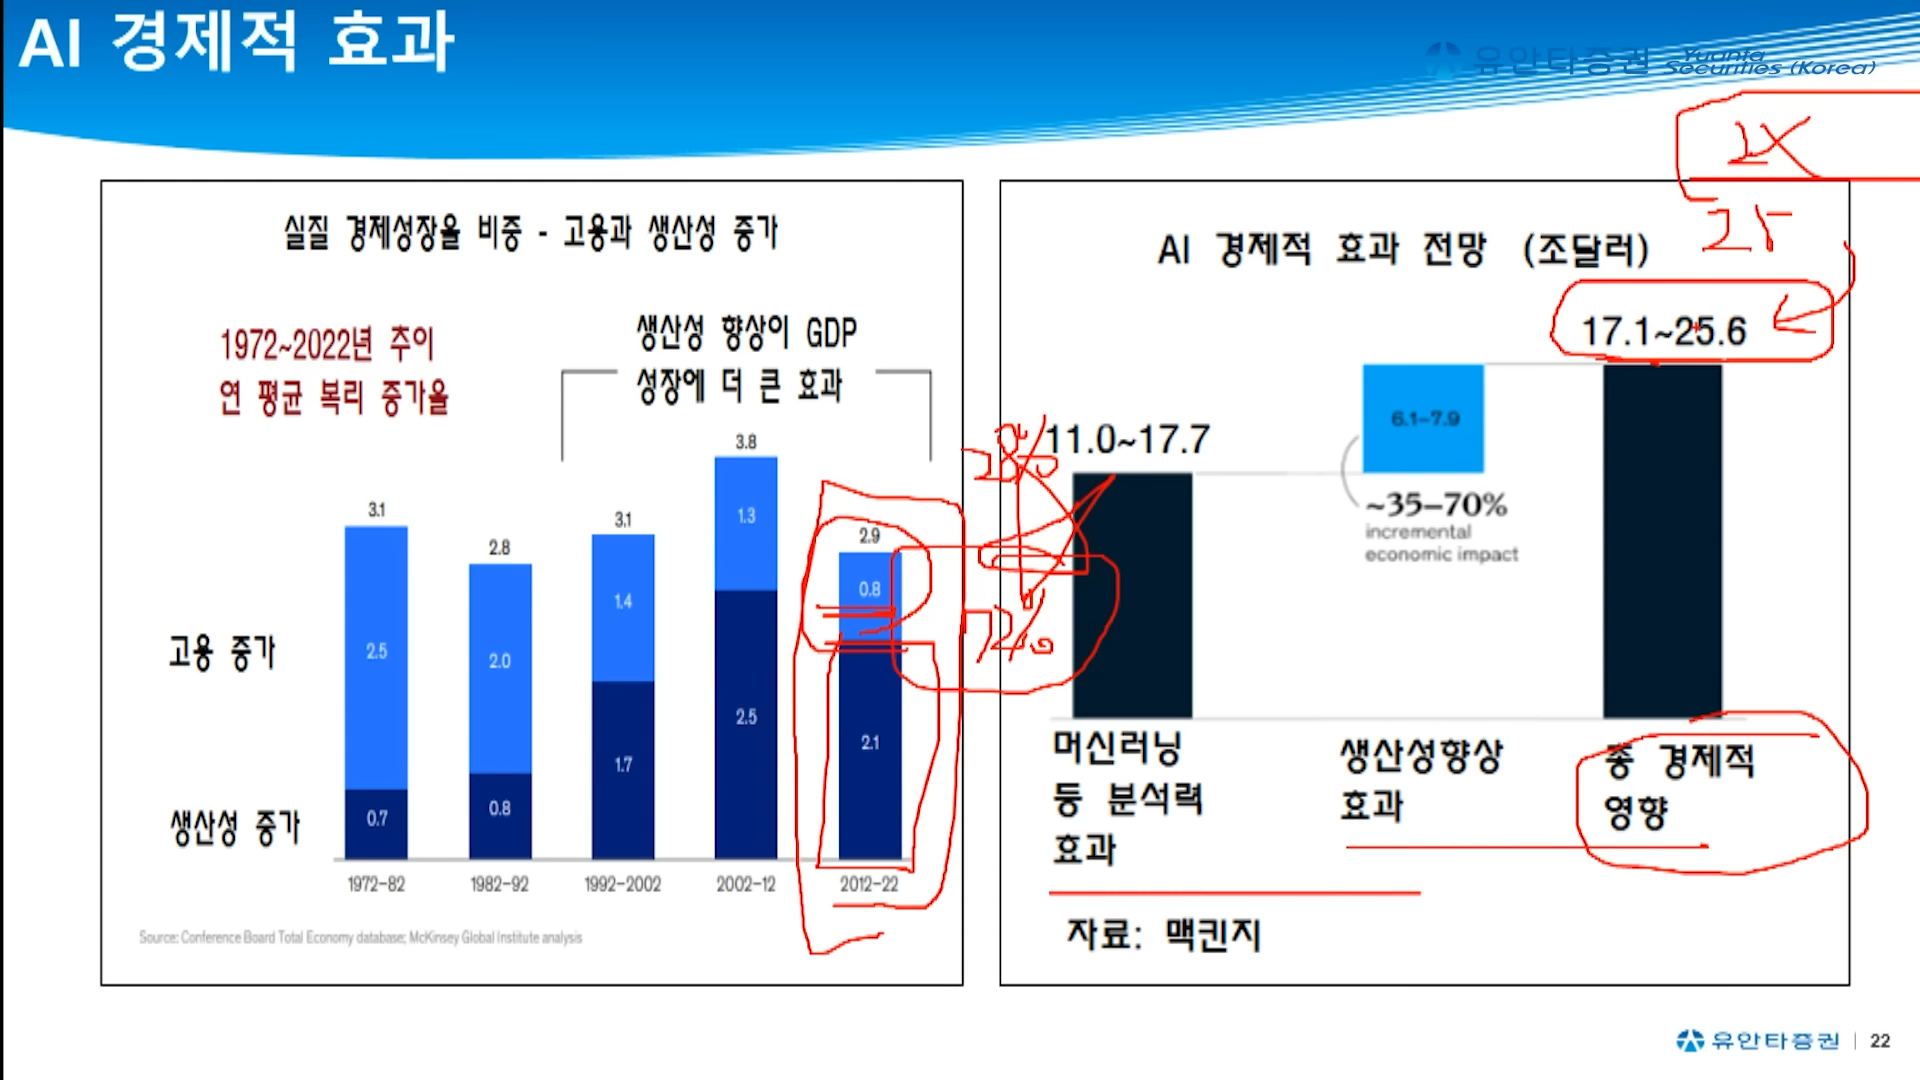 AI 경제적 효과
유안타증권 Yuanta Securities (Korea)
2X
25
실질 경제성장율 비중 - 고용과 생산성 증가
1972~2022년 추이
연 평균 복리 증가율
생산성 향상이 GDP
성장에 더 큰 효과
3.1
2.8
3.1
3.8
2.9
2.5
2.0
1.4
1.3
0.8
0.7
0.8
1.7
2.5
2.1
고용 증가
생산성 증가
1972-82
1982-92
1992-2002
2002-12
2012-22
Source: Conference Board Total Economy database; McKinsey Global Institute analysis
28%
72%
AI 경제적 효과 전망 (조달러)
11.0~17.7
6.1-7.9
17.1~25.6
~35-70%
incremental
economic impact
머신러닝
등 분석력
효과
생산성향상
효과
총 경제적
영향
자료: 맥킨지
유안타증권 | 22